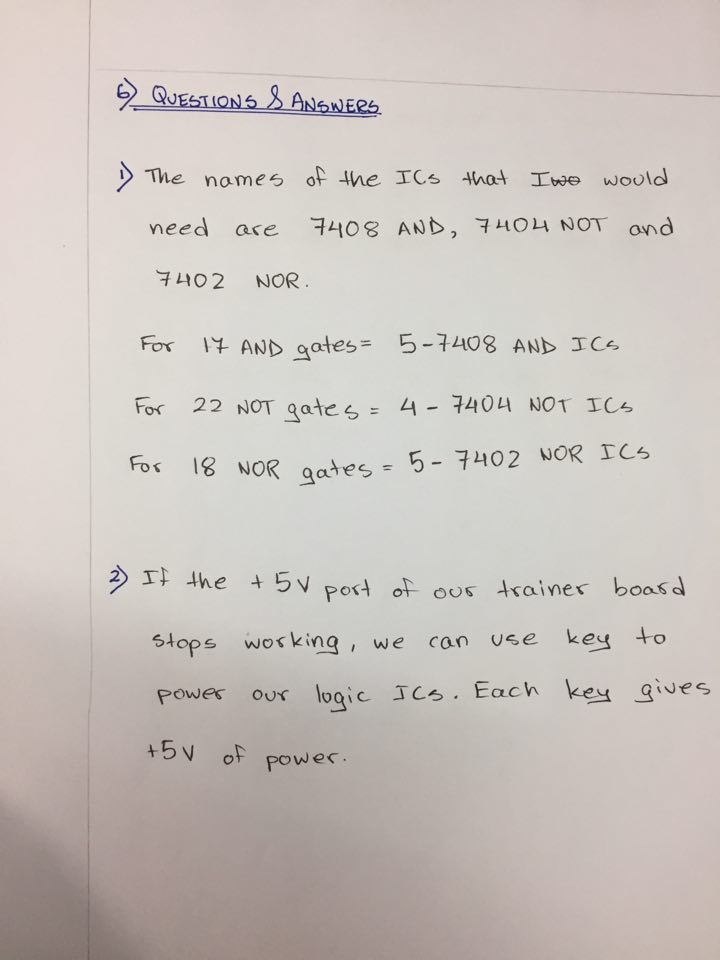 6) QUESTIONS & ANSWERS
1) The names of the ICs that I would
need are 7408 AND, 7404 NOT and
7402 NOR.
For 17 AND gates = 5-7408 AND ICs
For 22 NOT gates = 4 - 7404 NOT ICs
For 18 NOR gates = 5 - 7402 NOR ICs
2) If the +5V port of our trainer board
stops working, we can use key to
power our logic ICs. Each key gives
+5V of power.